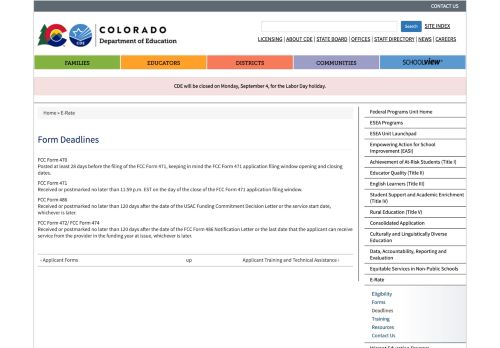 CONTACT US
COLORADO
Department of Education
CDE
Search
SITE INDEX
LICENSING | ABOUT CDE | STATE BOARD | OFFICES | STAFF DIRECTORY | NEWS | CAREERS
FAMILIES
EDUCATORS
DISTRICTS
COMMUNITIES
SCHOOLVIEW
CDE will be closed on Monday, September 4, for the Labor Day holiday.
Home > E-Rate
Form Deadlines
FCC Form 470
Posted at least 28 days before the filing of the FCC Form 471, keeping in mind the FCC Form 471 application filing window opening and closing
dates.
FCC Form 471
Received or postmarked no later than 11:59 p.m. EST on the day of the close of the FCC Form 471 application filing window.
FCC Form 486
Received or postmarked no later than 120 days after the date of the USAC Funding Commitment Decision Letter or the service start date,
whichever is later.
FCC Form 472/ FCC Form 474
Received or postmarked no later than 120 days after the date of the FCC Form 486 Notification Letter or the last date that the applicant can receive
service from the provider in the funding year at issue, whichever is later.
‹ Applicant Forms
up
Applicant Training and Technical Assistance ›
Federal Programs Unit Home
ESEA Programs
ESEA Unit Launchpad
Empowering Action for School
Improvement (EASI)
Achievement of At-Risk Students (Title I)
Educator Quality (Title II)
English Learners (Title III)
Student Support and Academic Enrichment
(Title IV)
Rural Education (Title V)
Consolidated Application
Culturally and Linguistically Diverse
Education
Data, Accountability, Reporting and
Evaluation
Equitable Services in Non-Public Schools
E-Rate
Eligibility
Forms
Deadlines
Training
Resources
Contact Us